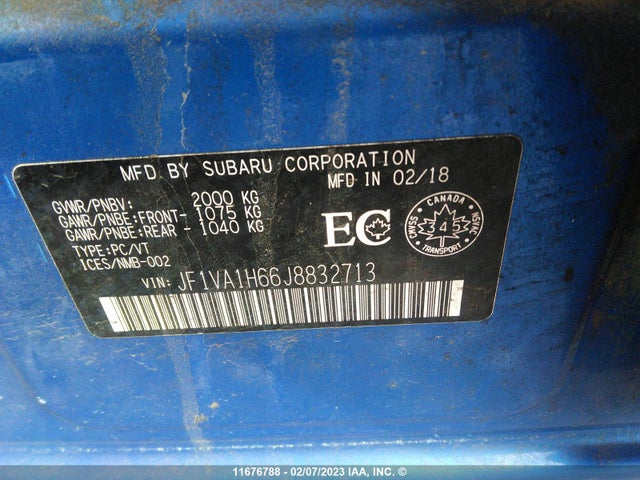 MFD.BY SUBARU CORPORATION
MFD IN 02/18
GVWR/PNBV: 2000 KG
GAWR/PNBE:FRONT- 1075 KG
GAWR/PNBE:REAR - 1040 KG
TYPE:PC/VT
ICES/NMB-002
EC
CANADA
CMVSS
NSVAC
345
TRANSPORT
VIN: JF1VA1H66J8832713
11676788 - 02/07/2023 IAA, INC. ©